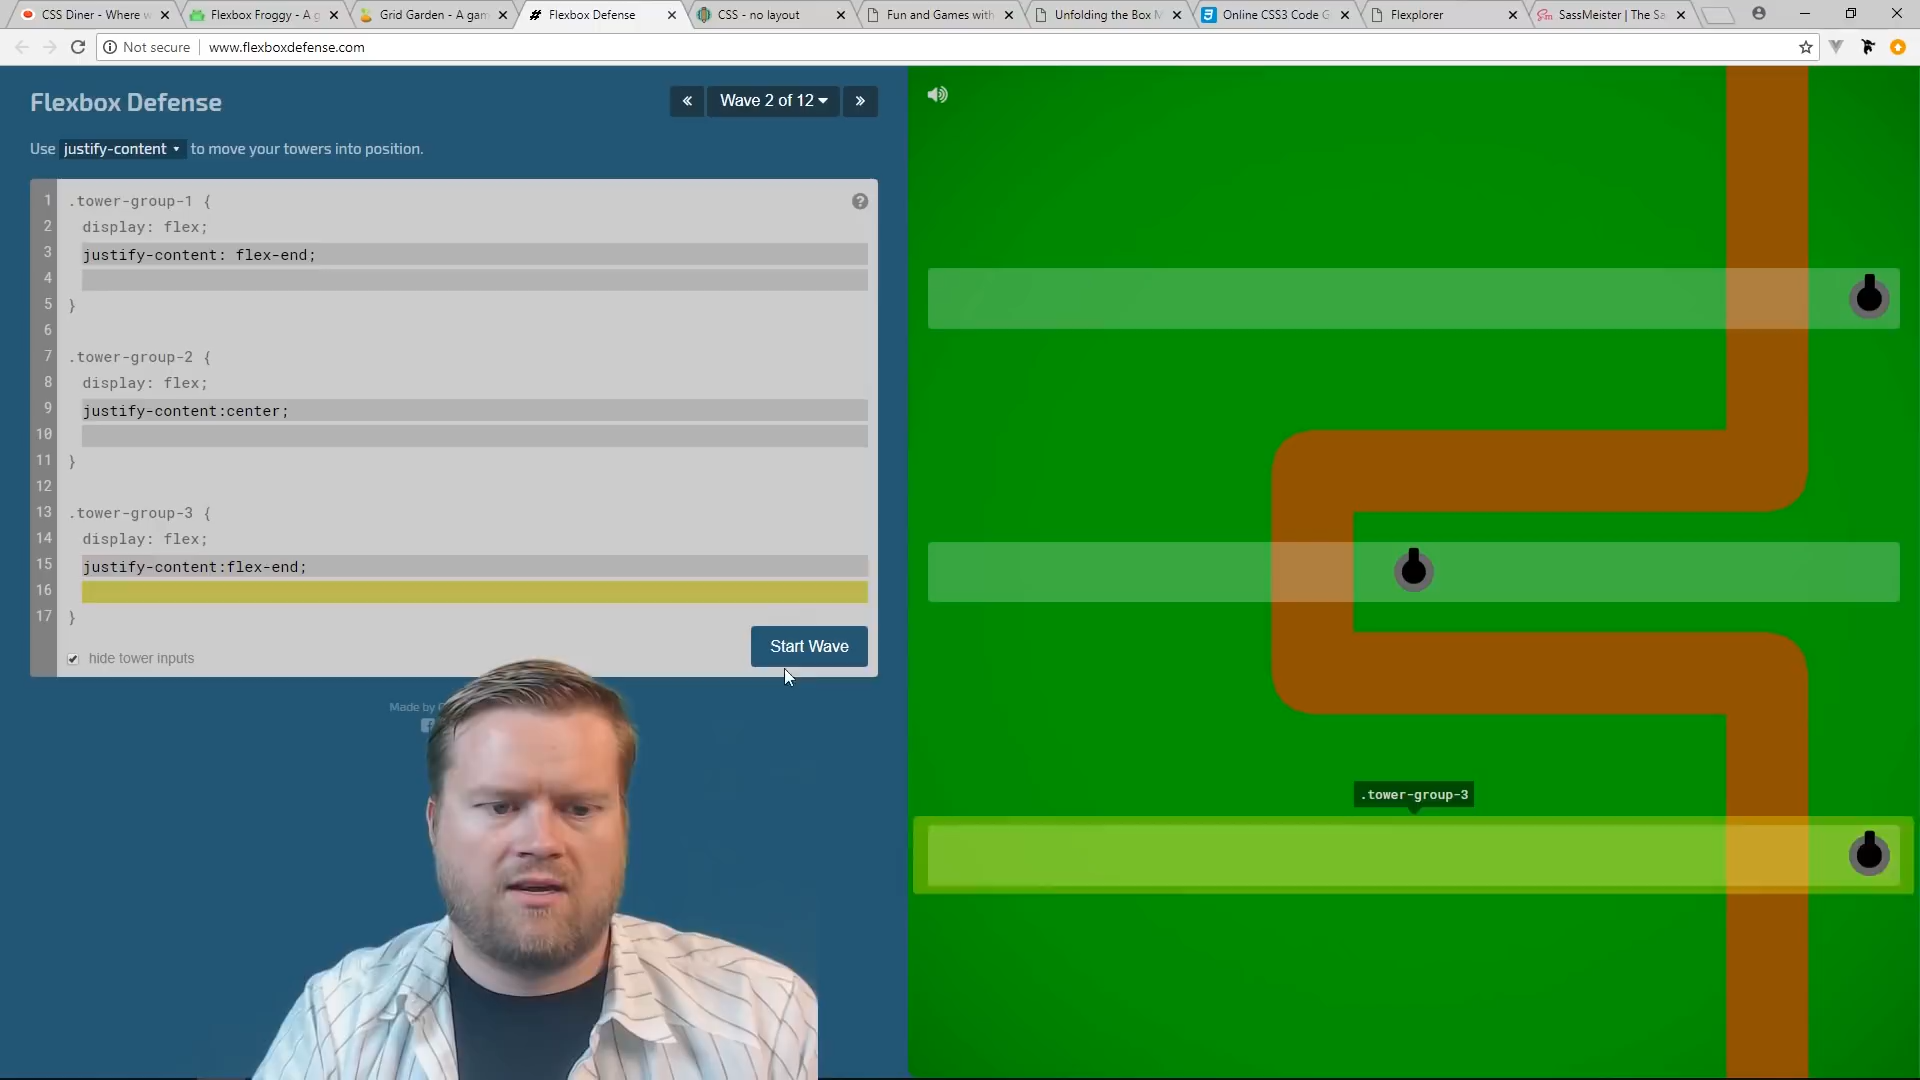 CSS Diner - Where w
Flexbox Froggy - A g
Grid Garden - A gam
Flexbox Defense
CSS - no layout
Fun and Games with
Unfolding the Box M
Online CSS3 Code G
Flexplorer
SassMeister | The Sa
Not secure
www.flexboxdefense.com
Flexbox Defense
« Wave 2 of 12 »
Use justify-content to move your towers into position.
1 .tower-group-1 {
2 display: flex;
3 justify-content: flex-end;
4
5 }
6
7 .tower-group-2 {
8 display: flex;
9 justify-content:center;
10
11 }
12
13 .tower-group-3 {
14 display: flex;
15 justify-content:flex-end;
16
17 }
hide tower inputs
Start Wave
Made by
.tower-group-3